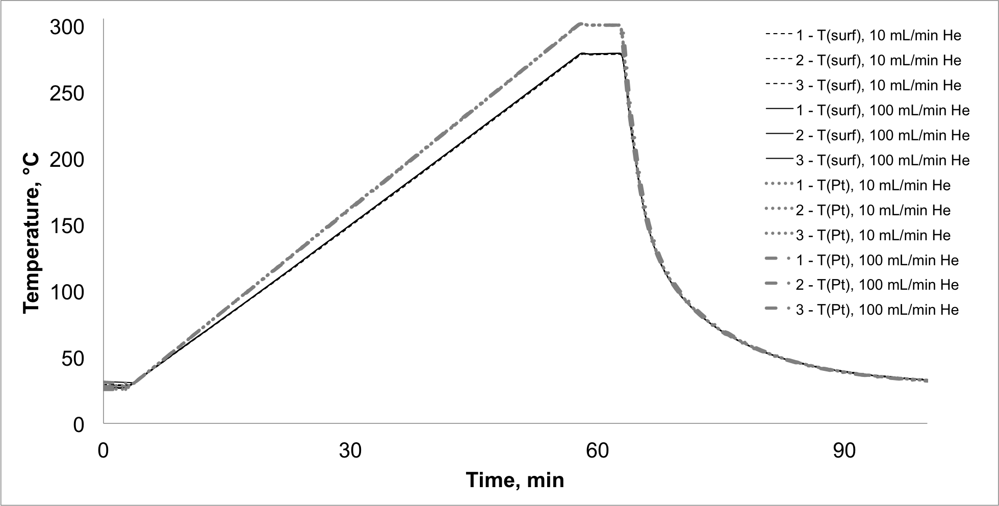 300
250
200
150
100
50
0
Temperature, °C
0 30 60 90
Time, min
1 - T(surf), 10 mL/min He
2 - T(surf), 10 mL/min He
3 - T(surf), 10 mL/min He
1 - T(surf), 100 mL/min He
2 - T(surf), 100 mL/min He
3 - T(surf), 100 mL/min He
1 - T(Pt), 10 mL/min He
2 - T(Pt), 10 mL/min He
3 - T(Pt), 10 mL/min He
1 - T(Pt), 100 mL/min He
2 - T(Pt), 100 mL/min He
3 - T(Pt), 100 mL/min He